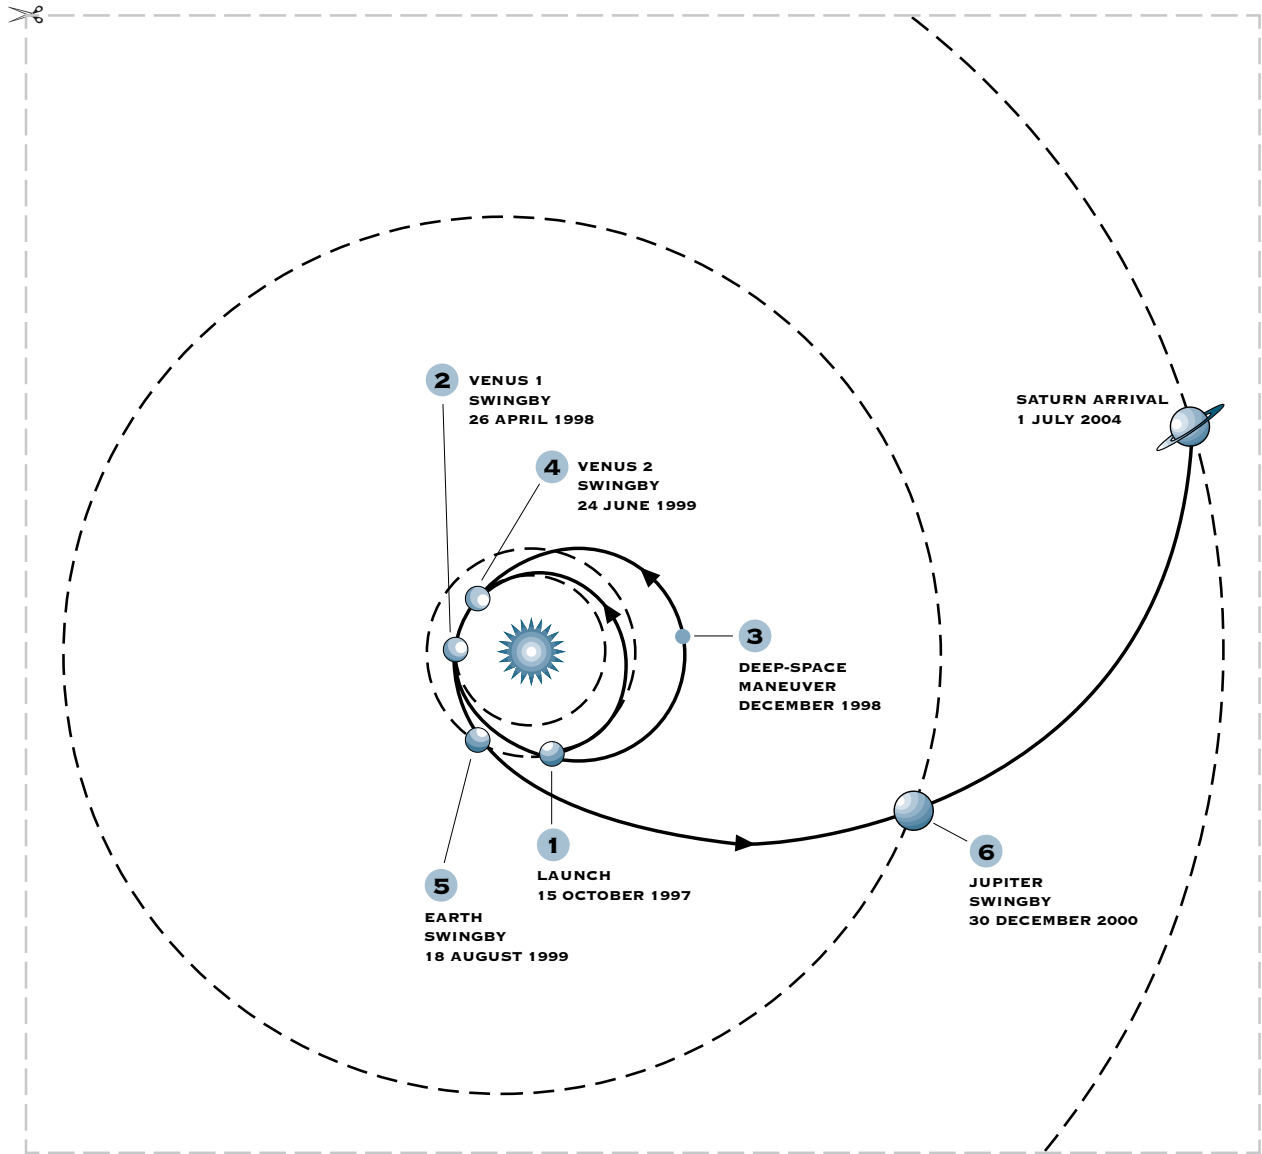 2
VENUS 1
SWINGBY
26 APRIL 1998
SATURN ARRIVAL
1 JULY 2004
4
VENUS 2
SWINGBY
24 JUNE 1999
3
DEEP-SPACE
MANEUVER
DECEMBER 1998
1
LAUNCH
15 OCTOBER 1997
6
JUPITER
SWINGBY
30 DECEMBER 2000
5
EARTH
SWINGBY
18 AUGUST 1999